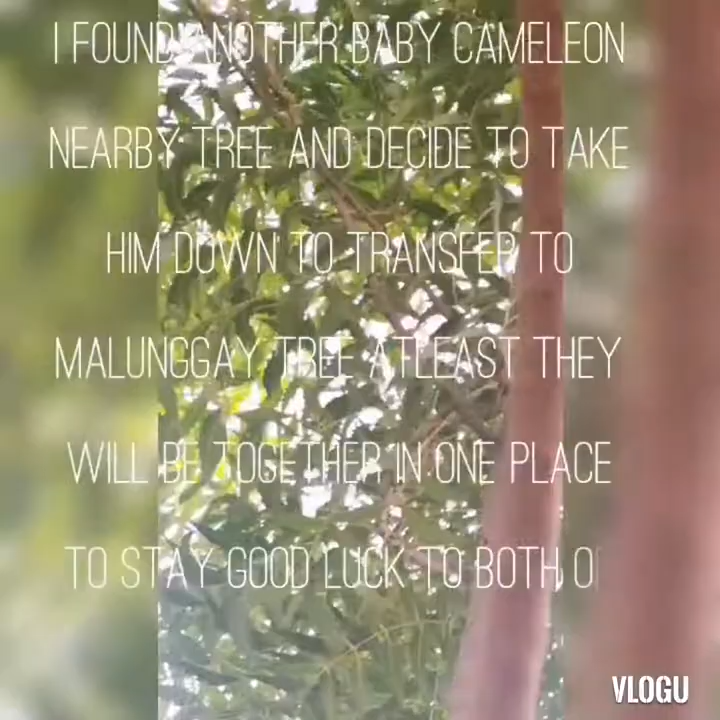 I FOUND ANOTHER BABY CAMELEON
NEARBY TREE AND DECIDE TO TAKE
HIM DOWN TO TRANSFER TO
MALUNGGAY TREE ATLEAST THEY
WILL BE TOGETHER IN ONE PLACE
TO STAY GOOD LUCK TO BOTH
VLOGU